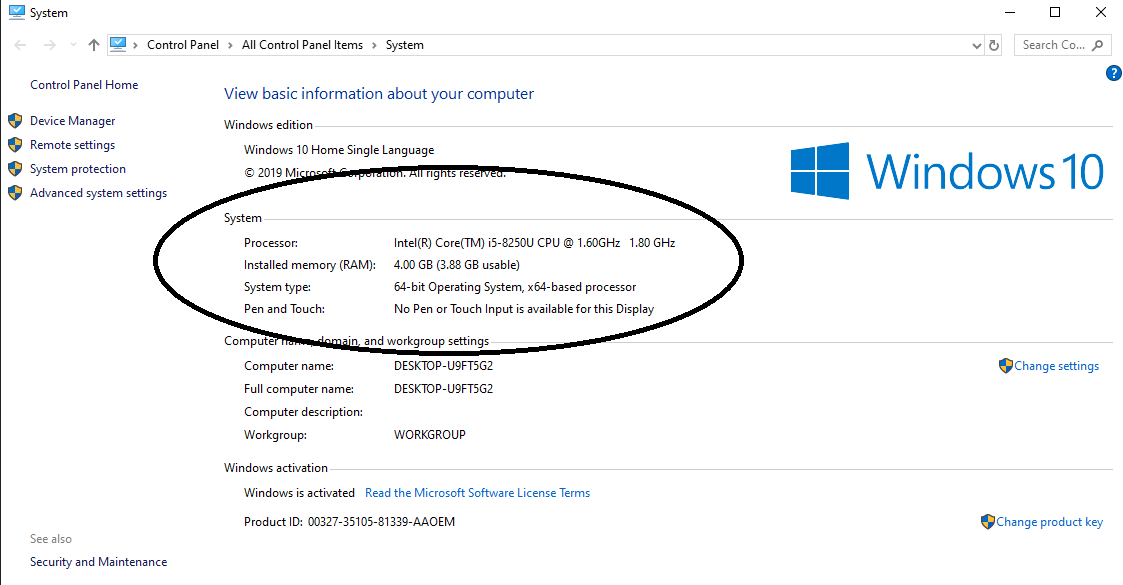 System
Control Panel > All Control Panel Items > System
Search Co...
Control Panel Home
Device Manager
Remote settings
System protection
Advanced system settings
See also
Security and Maintenance
?
View basic information about your computer
Windows edition
Windows 10 Home Single Language
© 2019 Microsoft Corporation. All rights reserved.
Windows 10
System
Processor: Intel(R) Core(TM) i5-8250U CPU @ 1.60GHz 1.80 GHz
Installed memory (RAM): 4.00 GB (3.88 GB usable)
System type: 64-bit Operating System, x64-based processor
Pen and Touch: No Pen or Touch Input is available for this Display
Computer name, domain, and workgroup settings
Computer name: DESKTOP-U9FT5G2
Change settings
Full computer name: DESKTOP-U9FT5G2
Computer description:
Workgroup: WORKGROUP
Windows activation
Windows is activated Read the Microsoft Software License Terms
Product ID: 00327-35105-81339-AAOEM
Change product key